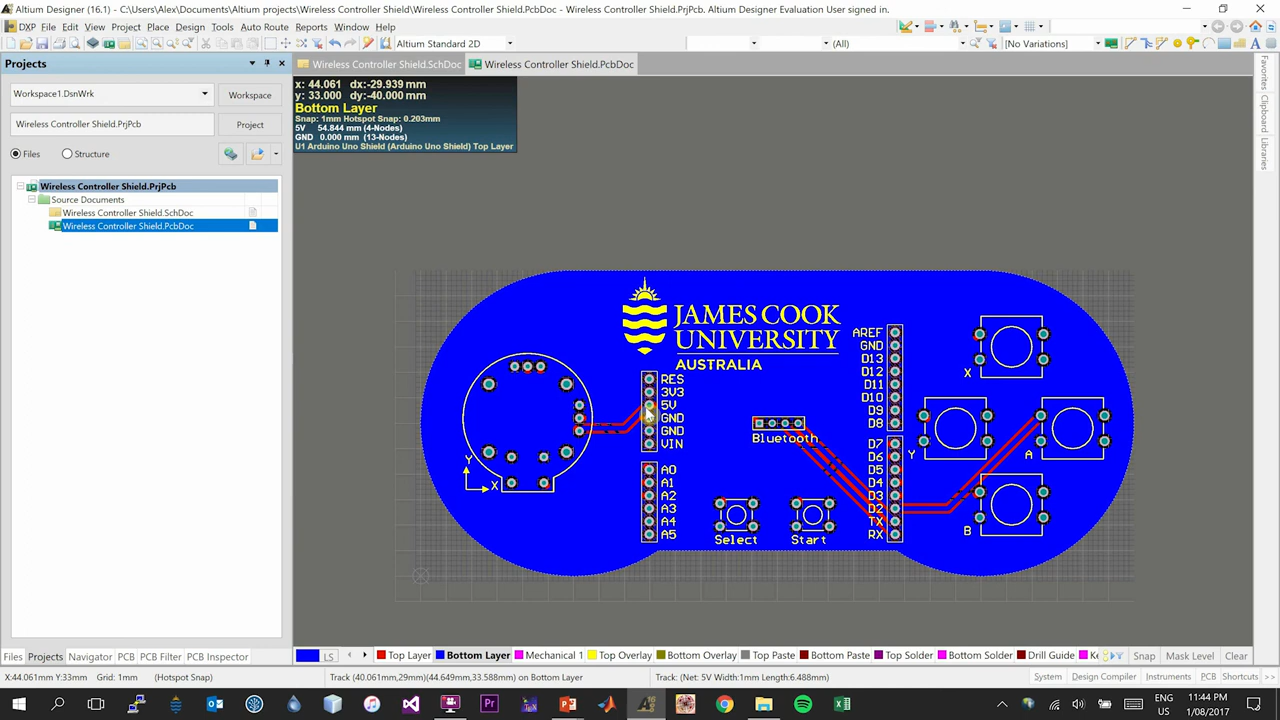 Altium Designer (16.1) - C:\Users\Alex\Documents\Altium projects\Wireless Controller Shield\Wireless Controller Shield.PcbDoc - Wireless Controller Shield.PrjPcb. Altium Designer Evaluation User signed in.
DXP File Edit View Project Place Design Tools Auto Route Reports Window Help
Altium Standard 2D (All) [No Variations]
Projects
Wireless Controller Shield.SchDoc Wireless Controller Shield.PcbDoc
Workspace1.DsnWrk Workspace
Wireless Controller Shield.PrjPcb Project
Files Structure
Wireless Controller Shield.PrjPcb
Source Documents
Wireless Controller Shield.SchDoc
Wireless Controller Shield.PcbDoc
x: 44.061 dx:-29.939 mm
y: 33.000 dy:-40.000 mm
Bottom Layer
Snap: 1mm Hotspot Snap: 0.203mm
5V 54.844 mm (4-Nodes)
GND 0.000 mm (13-Nodes)
U1 Arduino Uno Shield (Arduino Uno Shield) Top Layer
JAMES COOK
UNIVERSITY
AUSTRALIA
RES
3V3
5V
GND
GND
VIN
A0
A1
A2
A3
A4
A5
Y
X
Bluetooth
Select
Start
AREF
GND
D13
D12
D11
D10
D9
D8
D7
D6
D5
D4
D3
D2
TX
RX
X
Y
A
B
Favorites
Clipboard
Libraries
Files Projects Navigator PCB PCB Filter PCB Inspector
LS Top Layer Bottom Layer Mechanical 1 Top Overlay Bottom Overlay Top Paste Bottom Paste Top Solder Bottom Solder Drill Guide Snap Mask Level Clear
X:44.061mm Y:33mm Grid: 1mm (Hotspot Snap) Track (40.061mm,29mm)(44.649mm,33.588mm) on Bottom Layer Track: (Net: 5V Width:1mm Length:6.488mm)
System Design Compiler Instruments PCB Shortcuts
ENG
US
11:44 PM
1/08/2017